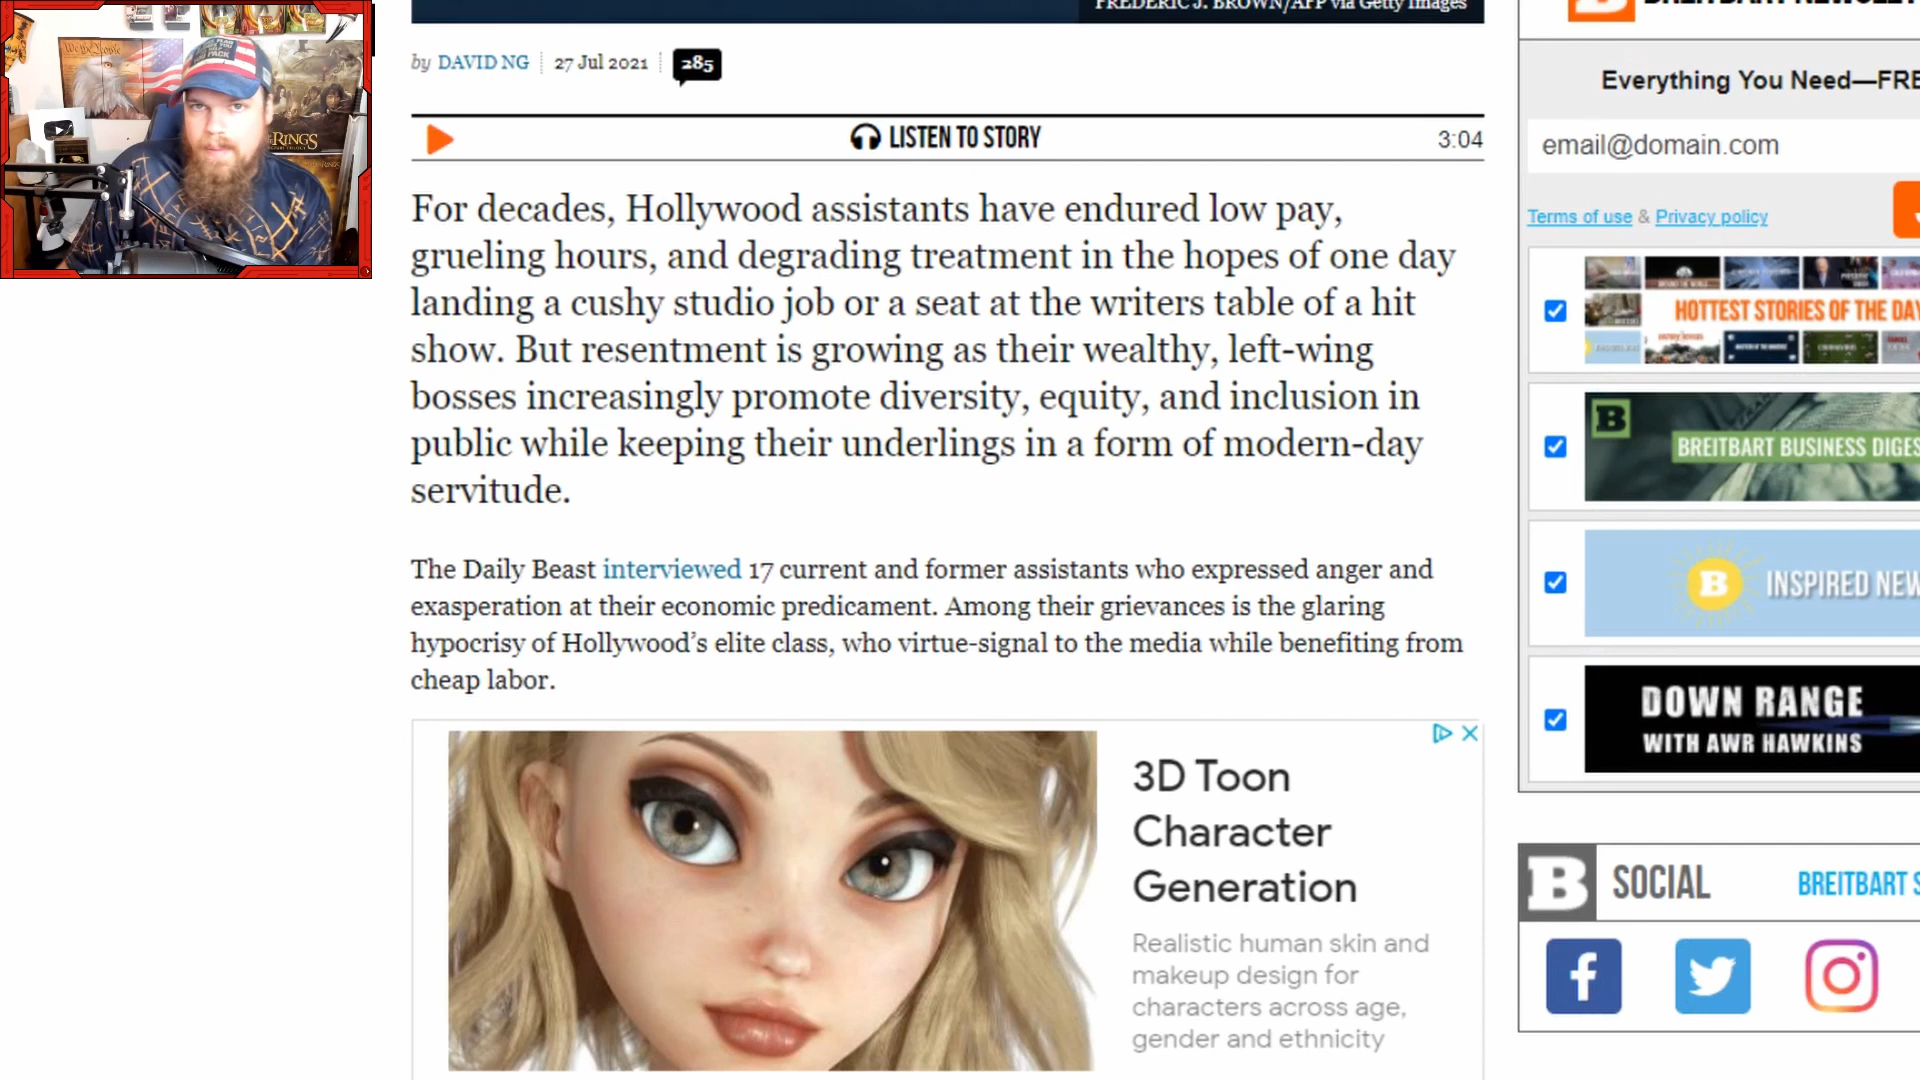 FREDERIC J. BROWN/AFP via Getty Images
by DAVID NG 27 Jul 2021 285
LISTEN TO STORY 3:04
For decades, Hollywood assistants have endured low pay,
grueling hours, and degrading treatment in the hopes of one day
landing a cushy studio job or a seat at the writers table of a hit
show. But resentment is growing as their wealthy, left-wing
bosses increasingly promote diversity, equity, and inclusion in
public while keeping their underlings in a form of modern-day
servitude.
The Daily Beast interviewed 17 current and former assistants who expressed anger and
exasperation at their economic predicament. Among their grievances is the glaring
hypocrisy of Hollywood's elite class, who virtue-signal to the media while benefiting from
cheap labor.
3D Toon
Character
Generation
Realistic human skin and
makeup design for
characters across age,
gender and ethnicity
We the People
RINGS
Everything You Need—FRE
email@domain.com
Terms of use & Privacy policy
HOTTEST STORIES OF THE DAY
B
BREITBART BUSINESS DIGES
B INSPIRED NEW
DOWN RANGE
WITH AWR HAWKINS
B SOCIAL BREITBART S